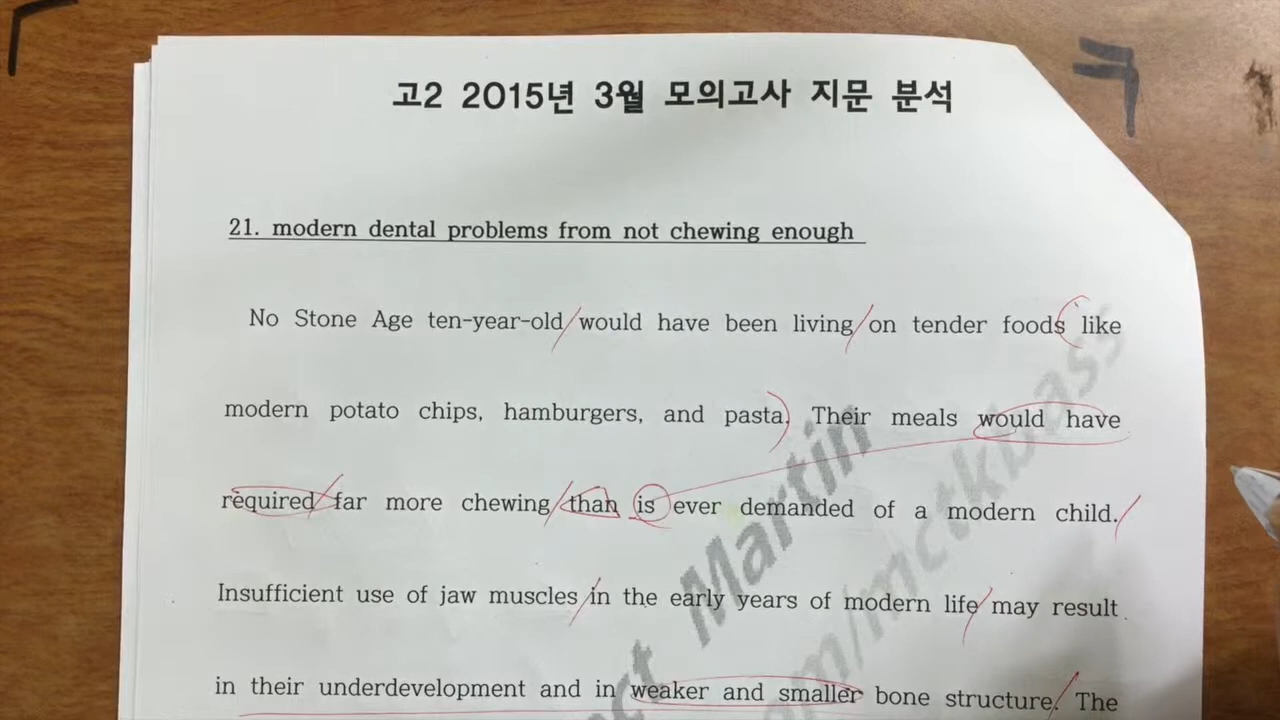 고2 2015년 3월 모의고사 지문 분석
21. modern dental problems from not chewing enough
No Stone Age ten-year-old would have been living on tender foods like
modern potato chips, hamburgers, and pasta. Their meals would have
required far more chewing than is ever demanded of a modern child.
Insufficient use of jaw muscles in the early years of modern life may result
in their underdevelopment and in weaker and smaller bone structure. The
Martin
om/mctkbass